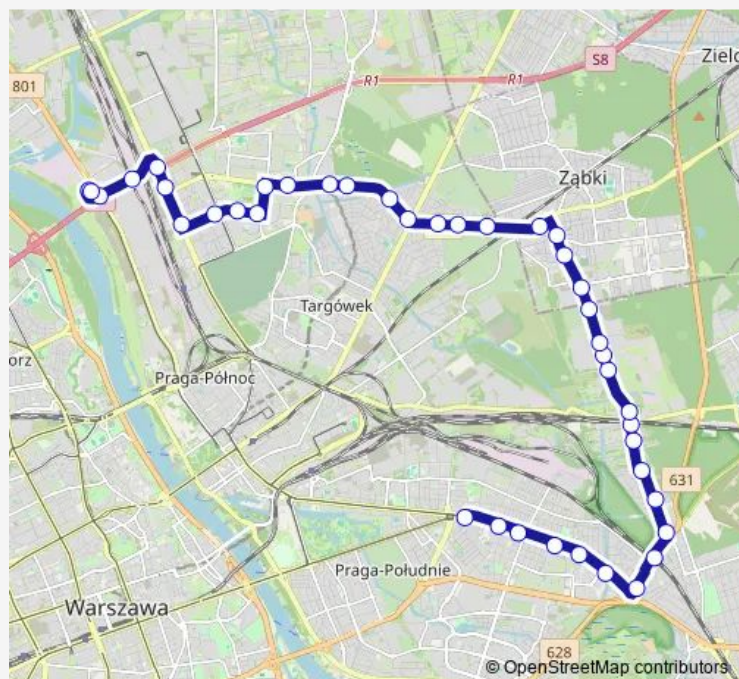 Zielo
S8
R1
R1
801
Ząbki
Targówek
orz
Praga-Północ
631
Praga-Południe
Warszawa
628
© OpenStreetMap contributors